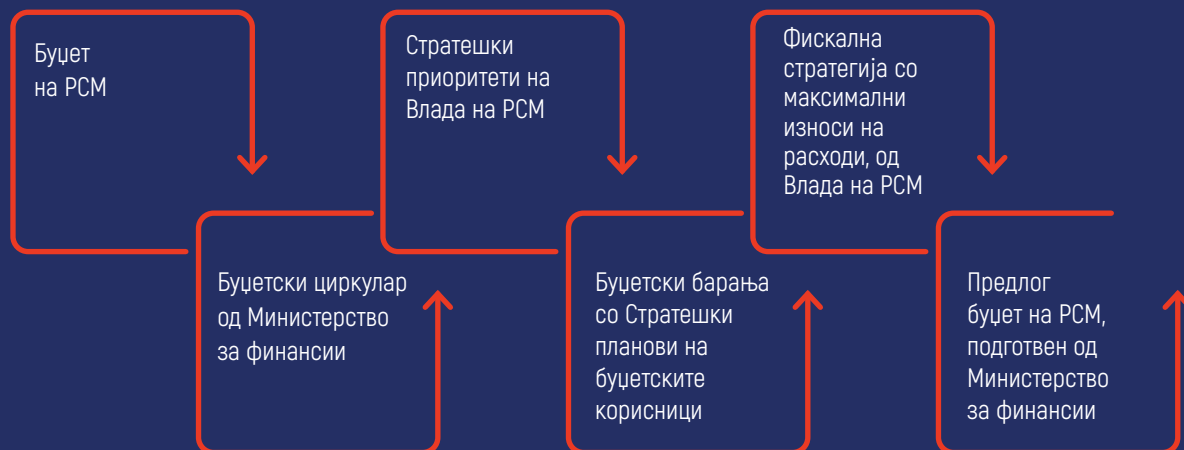 Буџет
на РСМ
Буџетски циркулар
од Министерство
за финансии
Стратешки
приоритети на
Влада на РСМ
Буџетски барања
со Стратешки
планови на
буџетските
корисници
Фискална
стратегија со
максимални
износи на
расходи, од
Влада на РСМ
Предлог
буџет на РСМ,
подготвен од
Министерство
за финансии